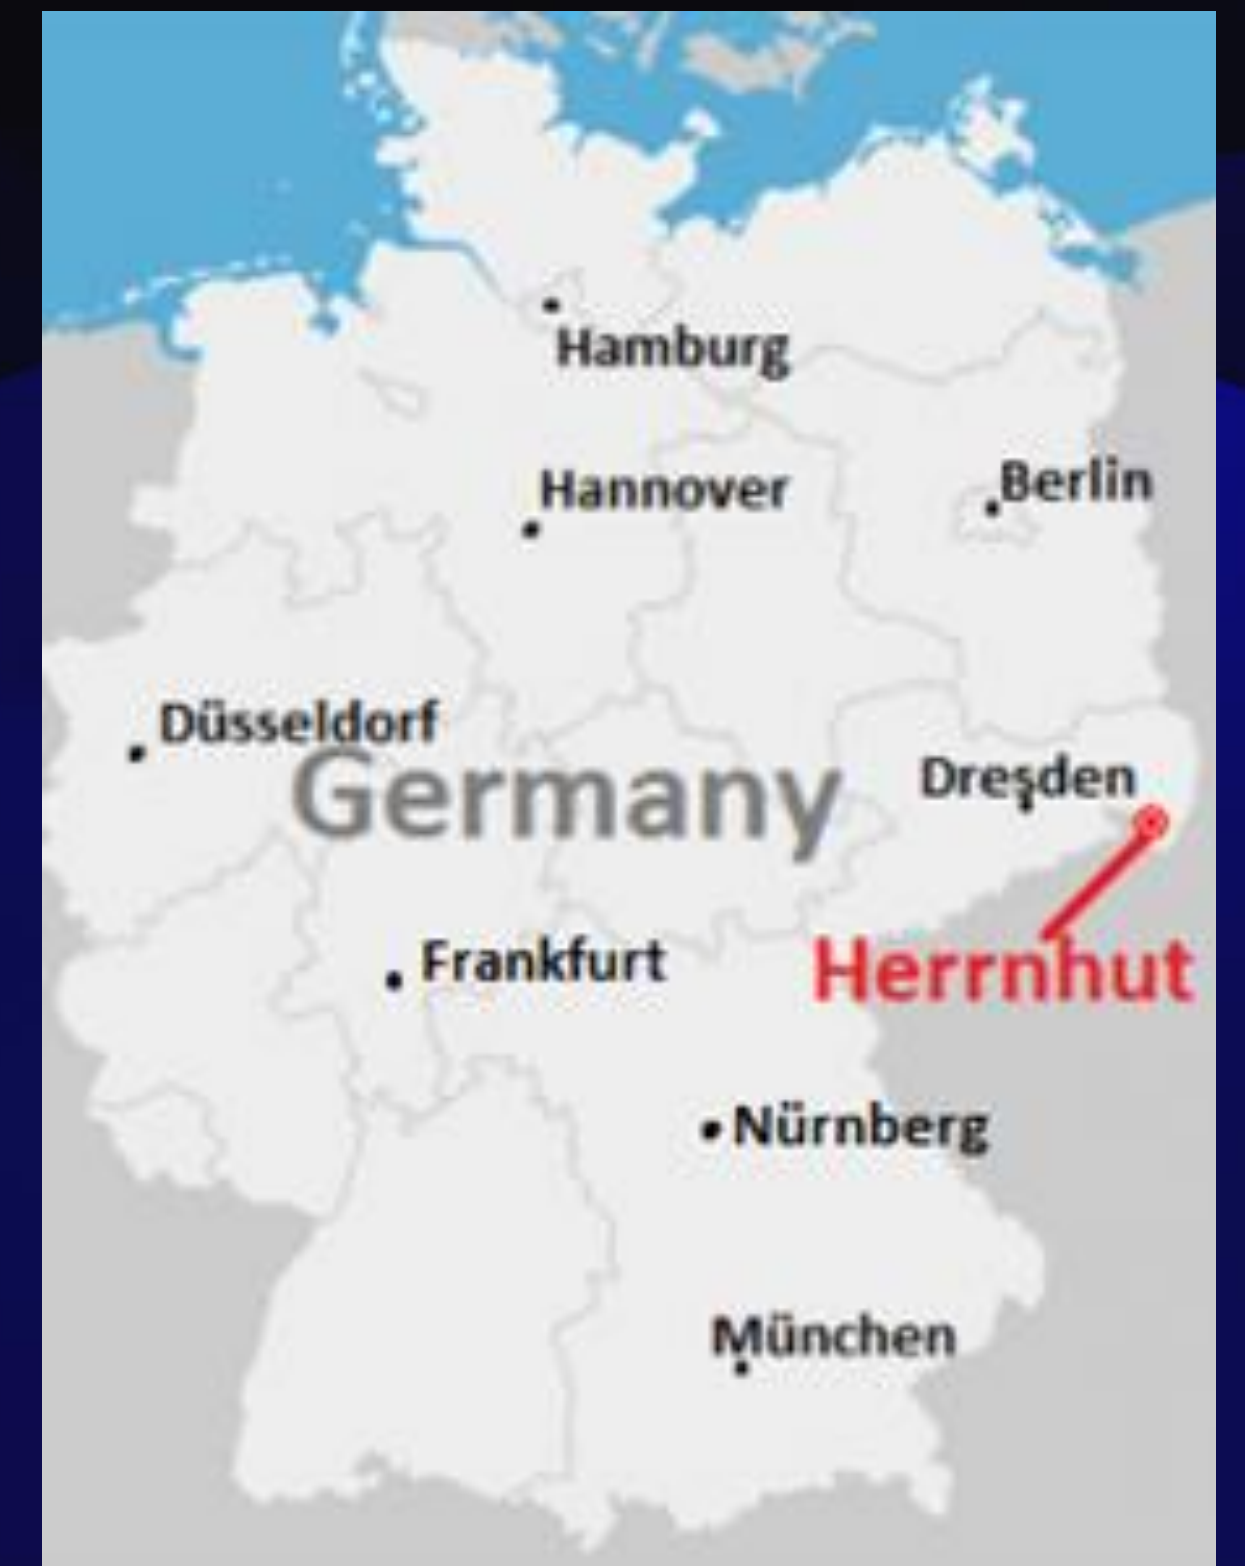 Hamburg
Hannover
Berlin
Düsseldorf
Germany
Dresden
Frankfurt
Herrnhut
Nürnberg
München